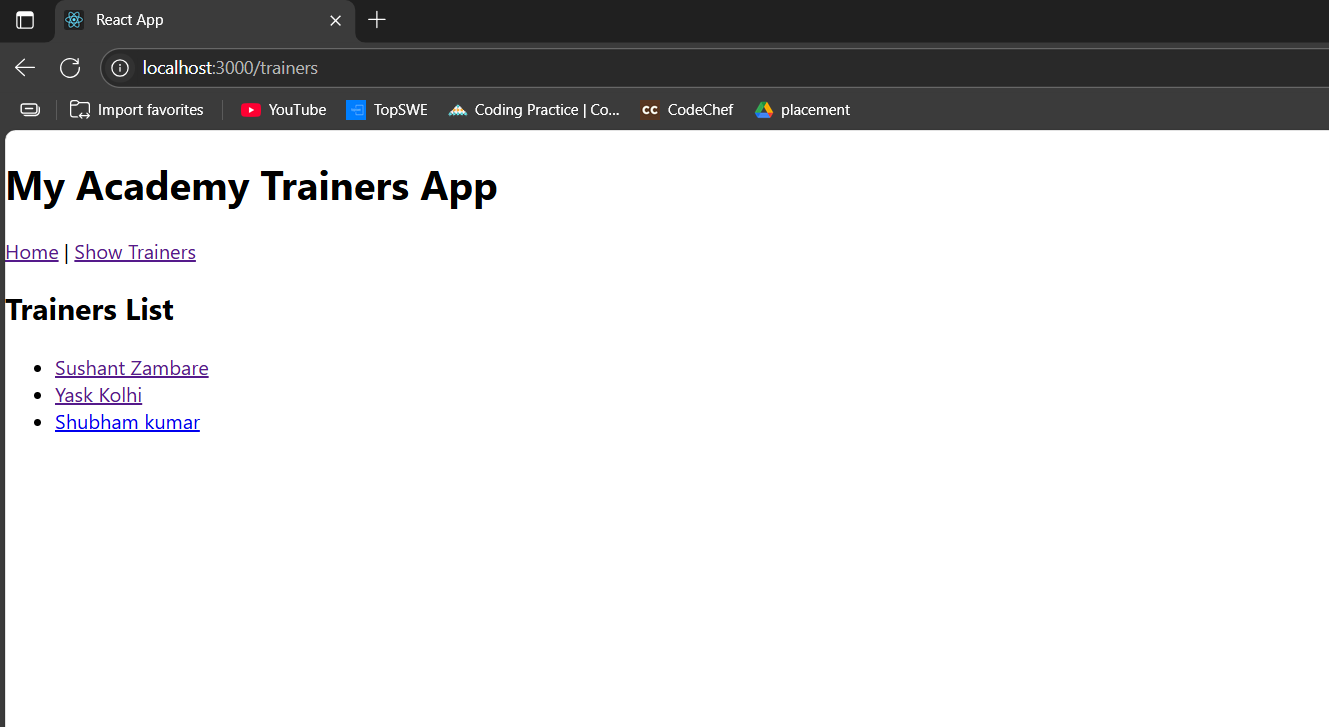 React App
localhost:3000/trainers
Import favorites YouTube TopSWE Coding Practice | Co... cc CodeChef placement
My Academy Trainers App
Home | Show Trainers
Trainers List
Sushant Zambare
Yask Kolhi
Shubham kumar